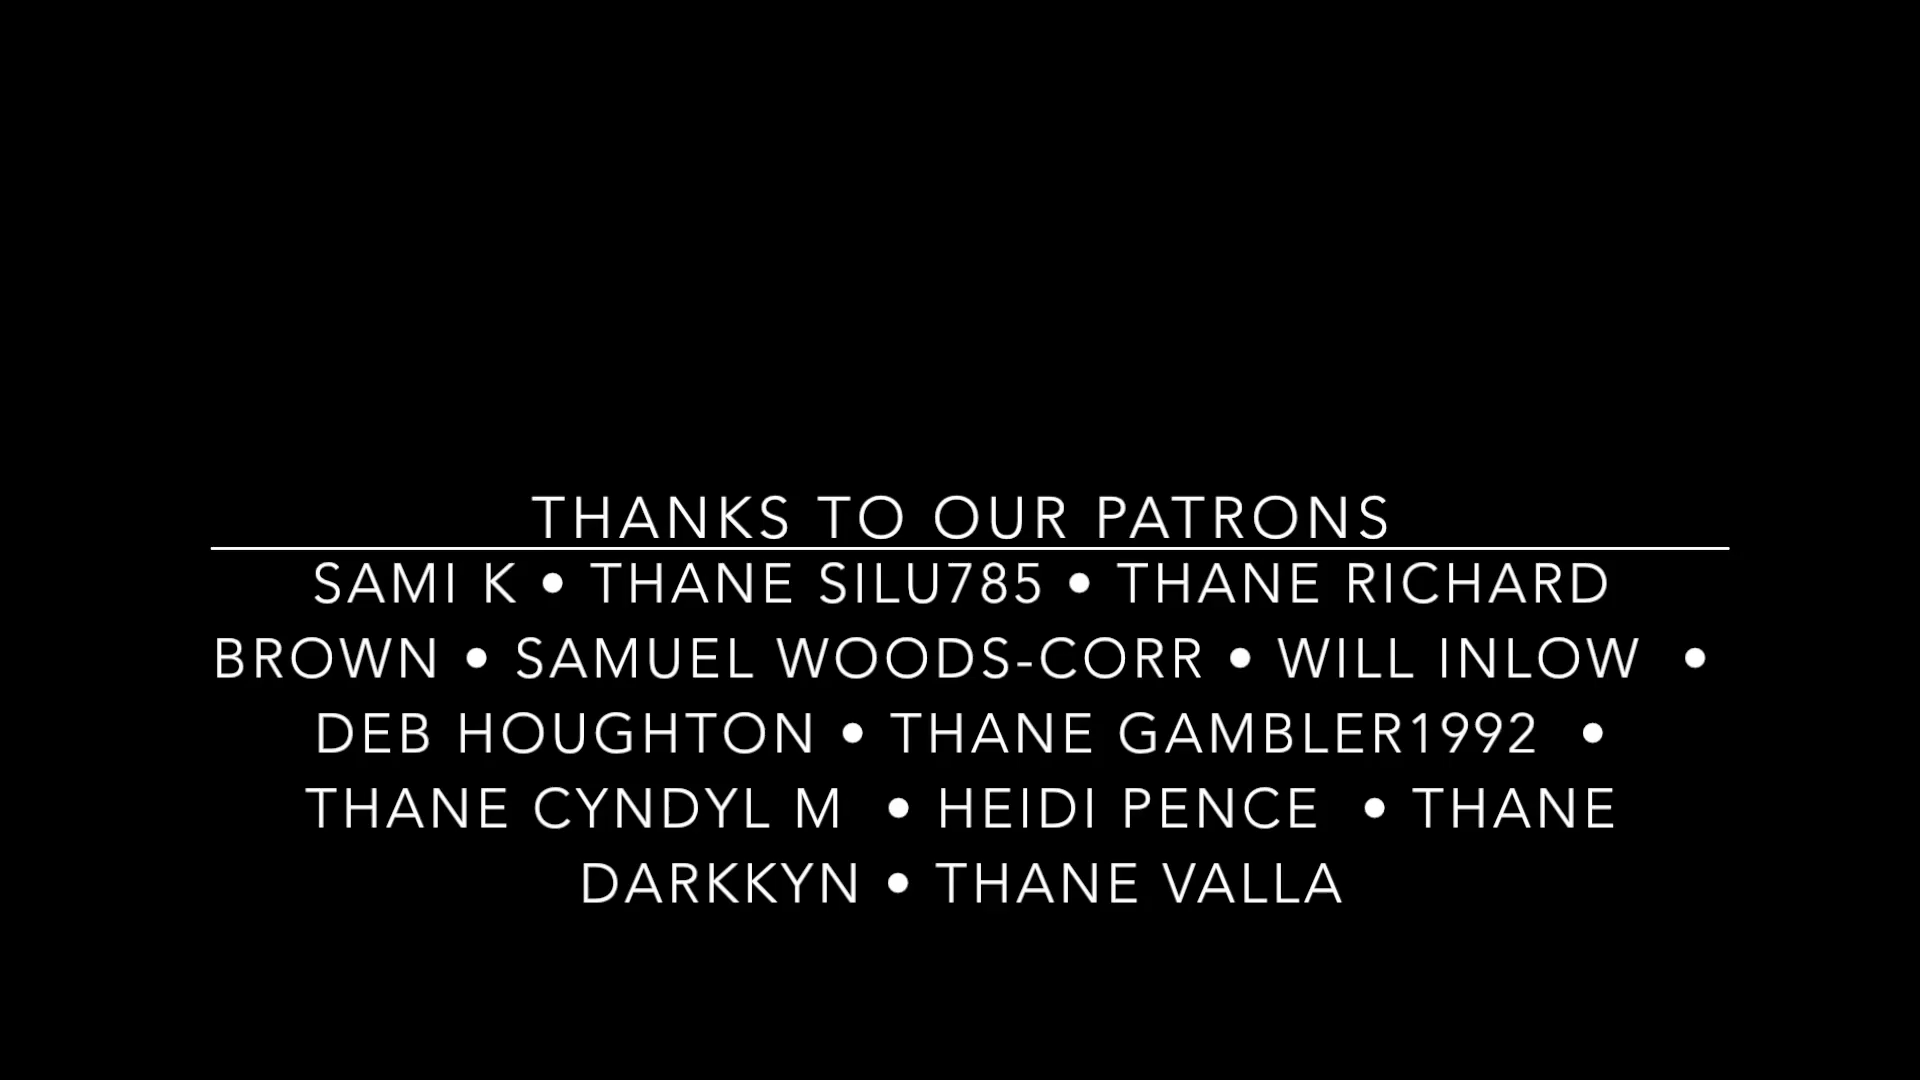 THANKS TO OUR PATRONS
SAMI K • THANE SILU785 • THANE RICHARD
BROWN • SAMUEL WOODS-CORR • WILL INLOW •
DEB HOUGHTON • THANE GAMBLER1992 •
THANE CYNDYL M • HEIDI PENCE • THANE
DARKKYN • THANE VALLA